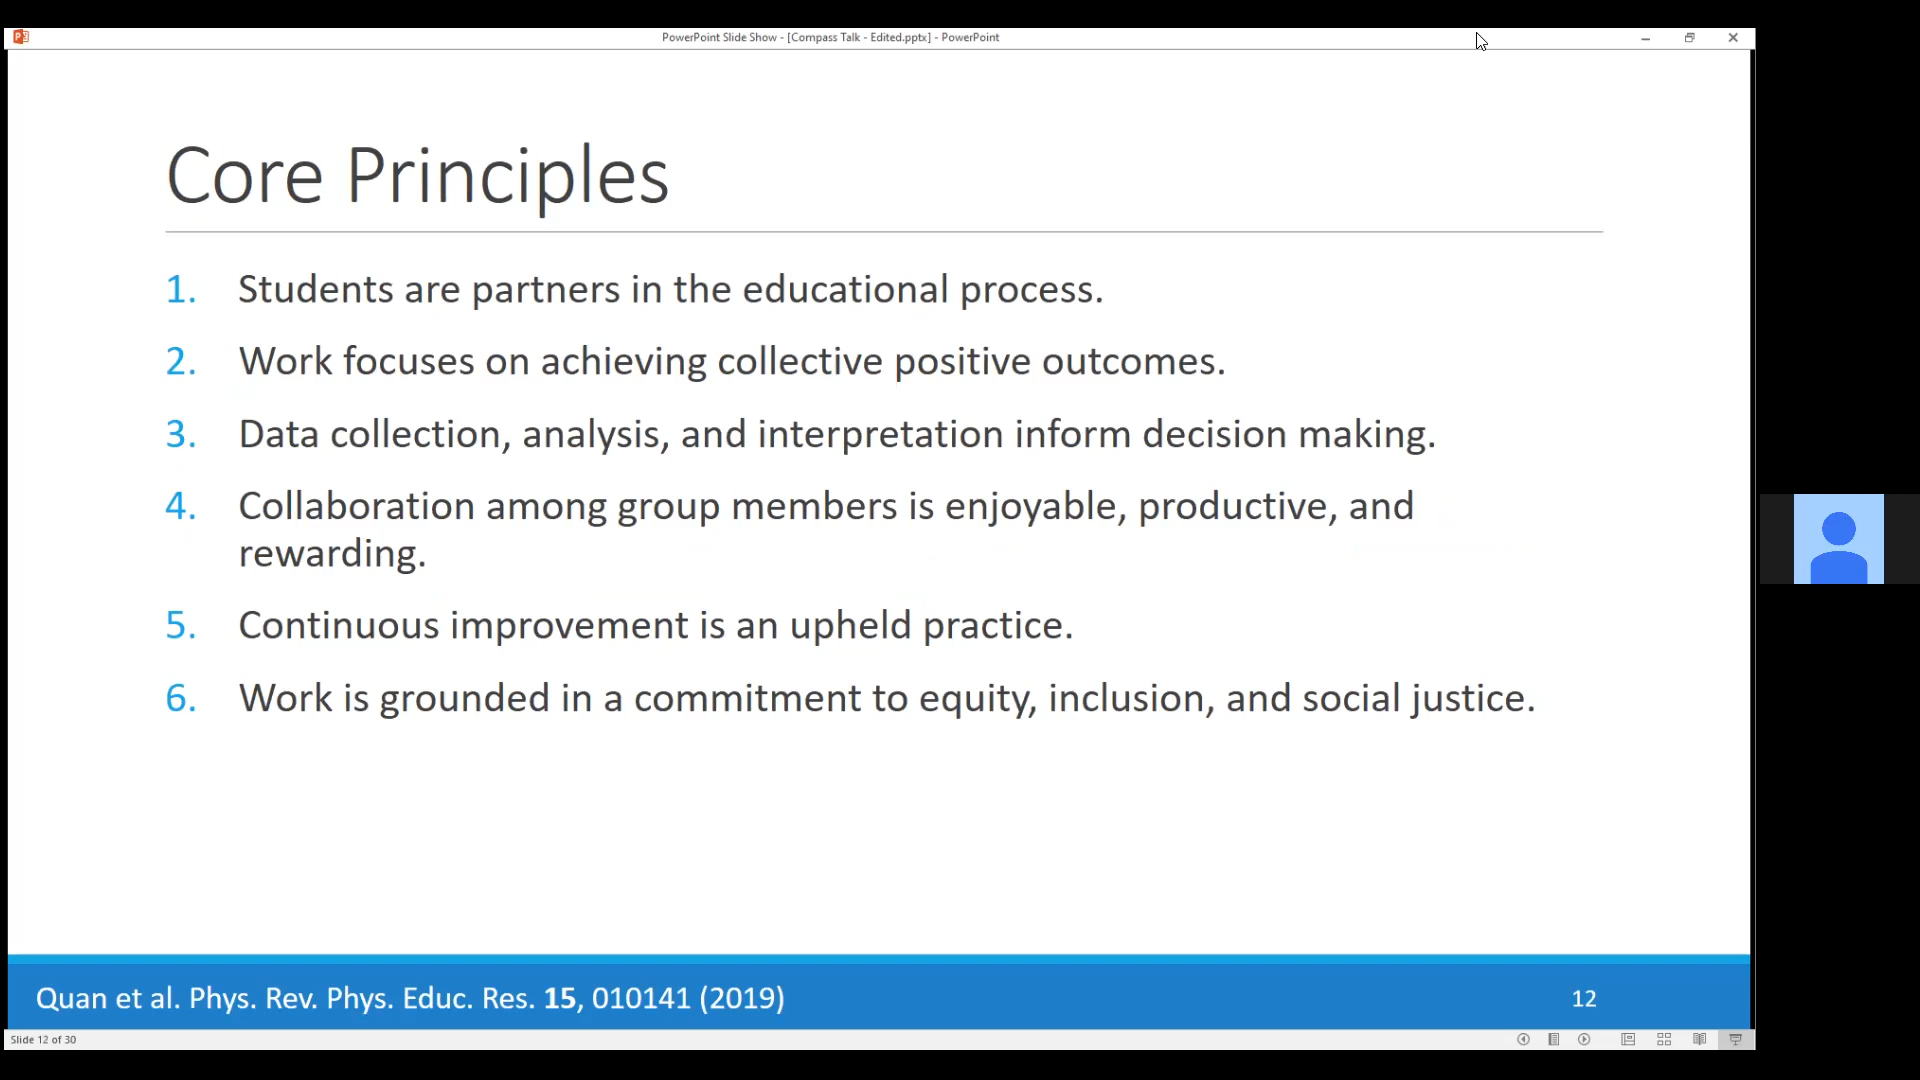 PowerPoint Slide Show - [Compass Talk - Edited.pptx] - PowerPoint
Core Principles
1. Students are partners in the educational process.
2. Work focuses on achieving collective positive outcomes.
3. Data collection, analysis, and interpretation inform decision making.
4. Collaboration among group members is enjoyable, productive, and
rewarding.
5. Continuous improvement is an upheld practice.
6. Work is grounded in a commitment to equity, inclusion, and social justice.
Quan et al. Phys. Rev. Phys. Educ. Res. 15, 010141 (2019)
12
Slide 12 of 30